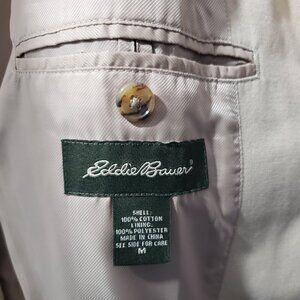 Eddie Bauer®
SHELL:
100% COTTON
LINING:
100% POLYESTER
MADE IN CHINA
SEE SIDE FOR CARE
M